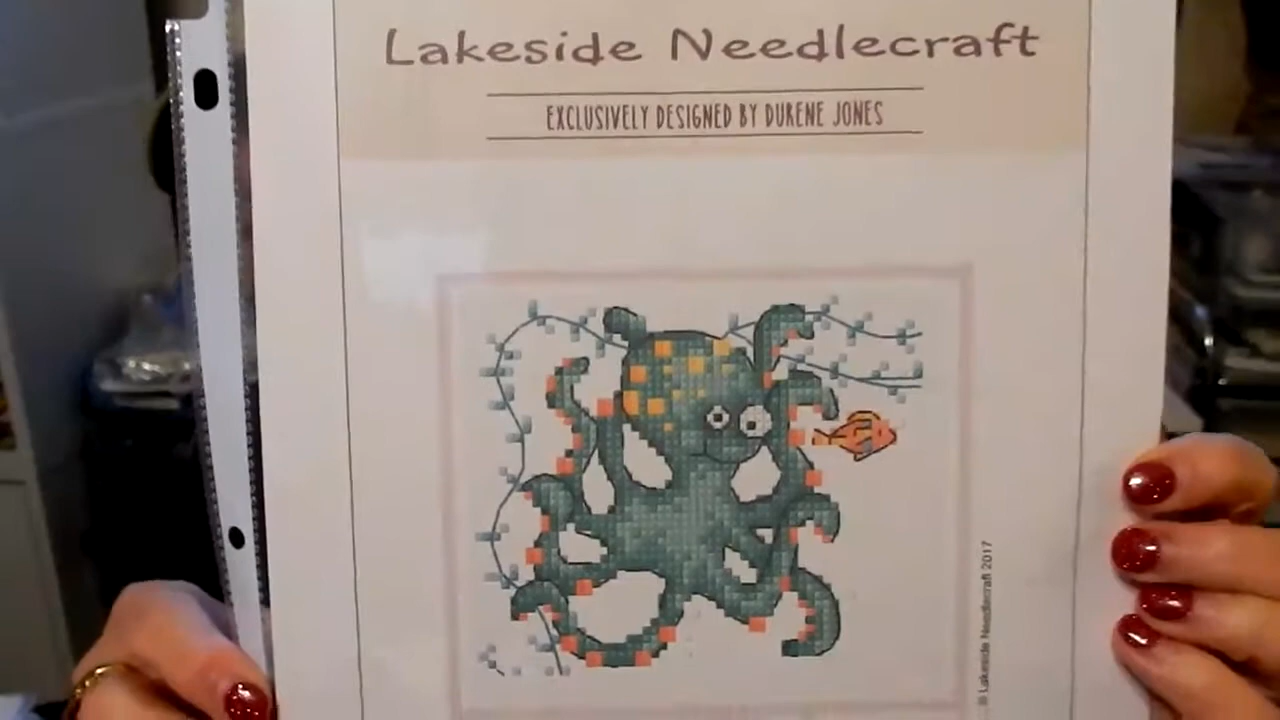 Lakeside Needlecraft
EXCLUSIVELY DESIGNED BY DURENE JONES
© Lakeside Needlecraft 2017